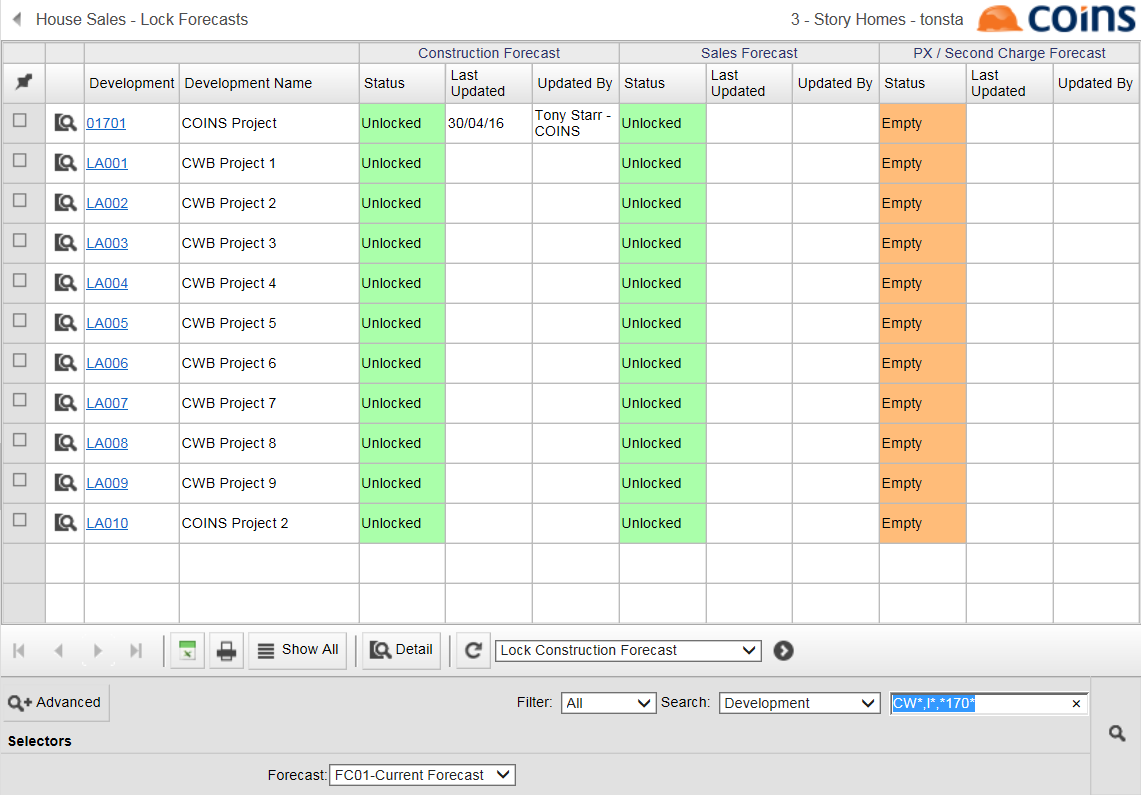 House Sales - Lock Forecasts
3 - Story Homes - tonsta
coins
Construction Forecast Sales Forecast PX / Second Charge Forecast
Development Development Name Status Last Updated Updated By Status Last Updated Updated By Status Last Updated Updated By
01701 COINS Project Unlocked 30/04/16 Tony Starr - COINS Unlocked Empty
LA001 CWB Project 1 Unlocked Unlocked Empty
LA002 CWB Project 2 Unlocked Unlocked Empty
LA003 CWB Project 3 Unlocked Unlocked Empty
LA004 CWB Project 4 Unlocked Unlocked Empty
LA005 CWB Project 5 Unlocked Unlocked Empty
LA006 CWB Project 6 Unlocked Unlocked Empty
LA007 CWB Project 7 Unlocked Unlocked Empty
LA008 CWB Project 8 Unlocked Unlocked Empty
LA009 CWB Project 9 Unlocked Unlocked Empty
LA010 COINS Project 2 Unlocked Unlocked Empty
Show All Detail Lock Construction Forecast
Advanced Filter: All Search: Development CW*,I*,*170*
Selectors
Forecast: FC01-Current Forecast